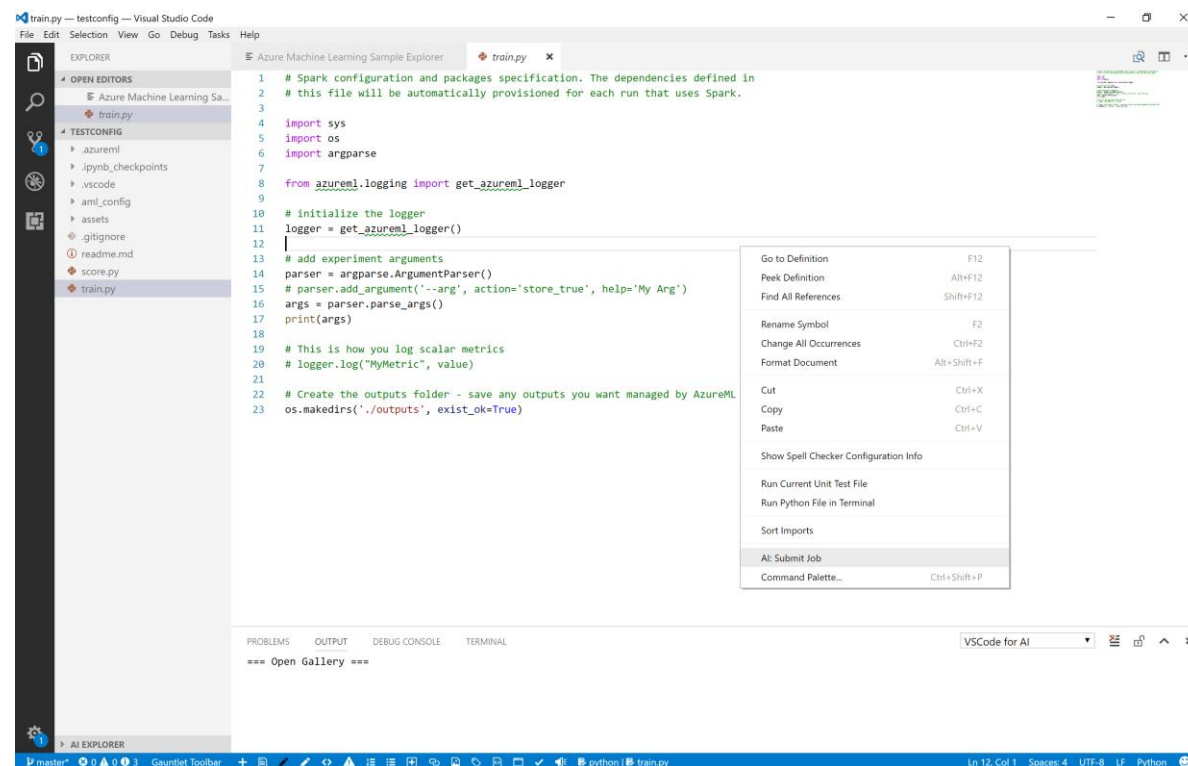 train.py — testconfig — Visual Studio Code
File Edit Selection View Go Debug Tasks Help
EXPLORER
OPEN EDITORS
Azure Machine Learning Sa...
train.py
TESTCONFIG
.azureml
.ipynb_checkpoints
.vscode
aml_config
assets
.gitignore
readme.md
score.py
train.py
AI EXPLORER
1
1
Azure Machine Learning Sample Explorer
train.py
1 # Spark configuration and packages specification. The dependencies defined in
2 # this file will be automatically provisioned for each run that uses Spark.
3
4 import sys
5 import os
6 import argparse
7
8 from azureml.logging import get_azureml_logger
9
10 # initialize the logger
11 logger = get_azureml_logger()
12
13 # add experiment arguments
14 parser = argparse.ArgumentParser()
15 # parser.add_argument('--arg', action='store_true', help='My Arg')
16 args = parser.parse_args()
17 print(args)
18
19 # This is how you log scalar metrics
20 # logger.log("MyMetric", value)
21
22 # Create the outputs folder - save any outputs you want managed by AzureML
23 os.makedirs('./outputs', exist_ok=True)
Go to Definition F12
Peek Definition Alt+F12
Find All References Shift+F12
Rename Symbol F2
Change All Occurrences Ctrl+F2
Format Document Alt+Shift+F
Cut Ctrl+X
Copy Ctrl+C
Paste Ctrl+V
Show Spell Checker Configuration Info
Run Current Unit Test File
Run Python File in Terminal
Sort Imports
AI: Submit Job
Command Palette... Ctrl+Shift+P
PROBLEMS OUTPUT DEBUG CONSOLE TERMINAL
VSCode for AI
=== Open Gallery ===
master* 0 0 3 Gauntlet Toolbar python train.py Ln 12, Col 1 Spaces: 4 UTF-8 LF Python